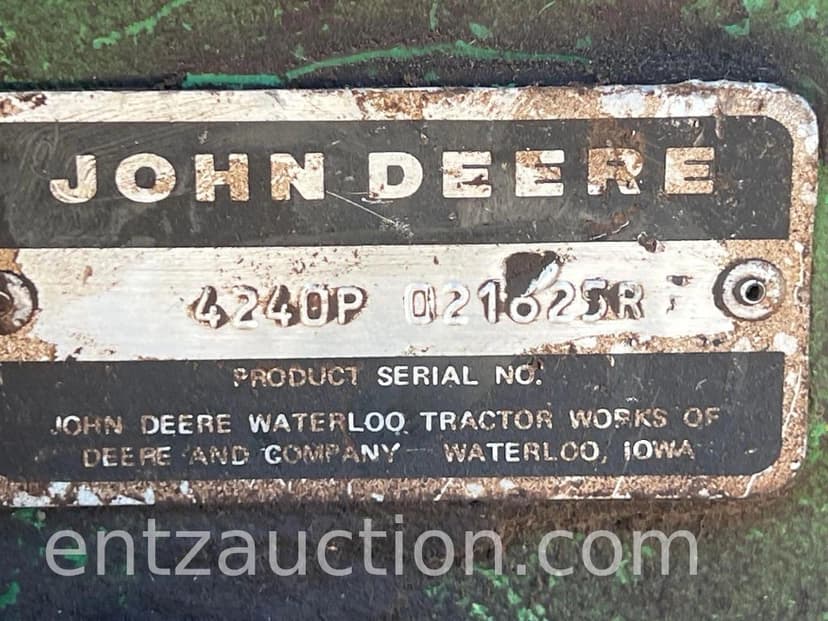 JOHN DEERE
4240P 021625R
PRODUCT SERIAL NO.
JOHN DEERE WATERLOO TRACTOR WORKS OF
DEERE AND COMPANY WATERLOO, IOWA
entzauction.com